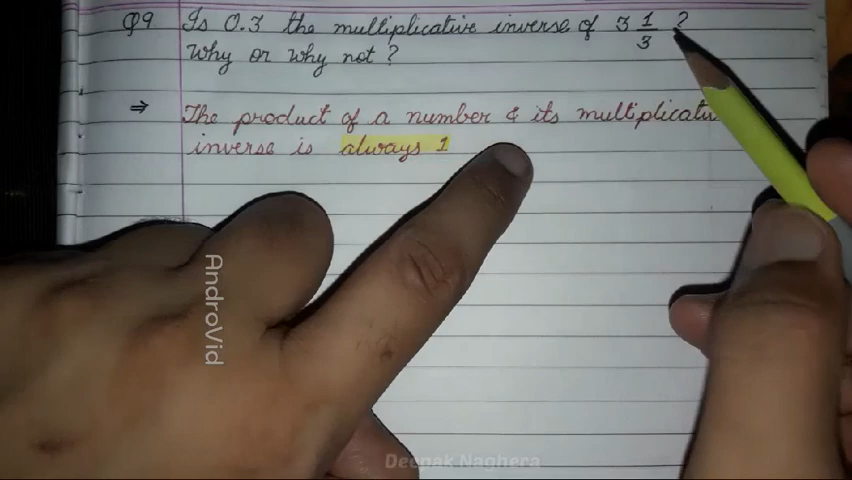 Q9 Is 0.3 the multiplicative inverse of 3 1/3 ?
Why or why not ?
⇒ The product of a number & its multiplicativ
inverse is always 1
AndroVid
Deepak Naghera